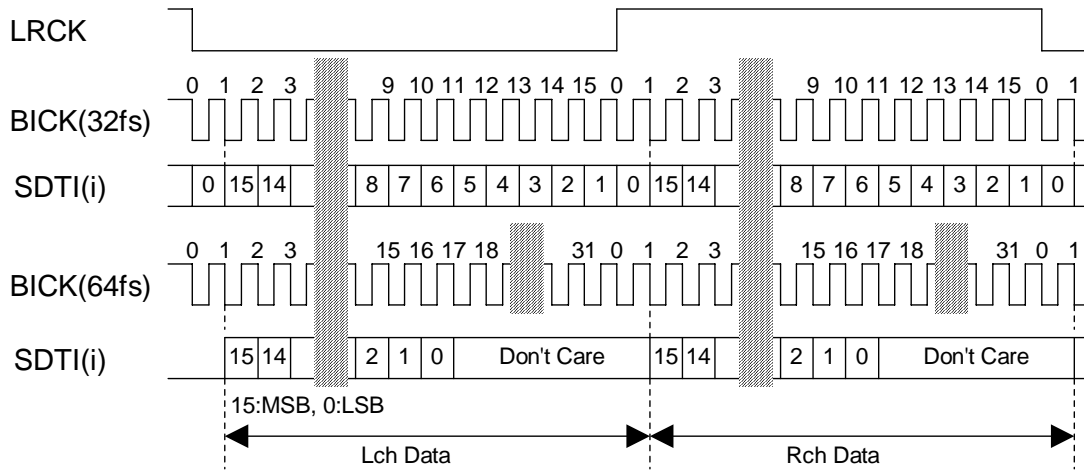 LRCK
0 1 2 3 9 10 11 12 13 14 15 0 1 2 3 9 10 11 12 13 14 15 0 1
BICK(32fs)
SDTI(i) 0 15 14 8 7 6 5 4 3 2 1 0 15 14 8 7 6 5 4 3 2 1 0
0 1 2 3 15 16 17 18 31 0 1 2 3 15 16 17 18 31 0 1
BICK(64fs)
SDTI(i) 15 14 2 1 0 Don't Care 15 14 2 1 0 Don't Care
15:MSB, 0:LSB
Lch Data Rch Data